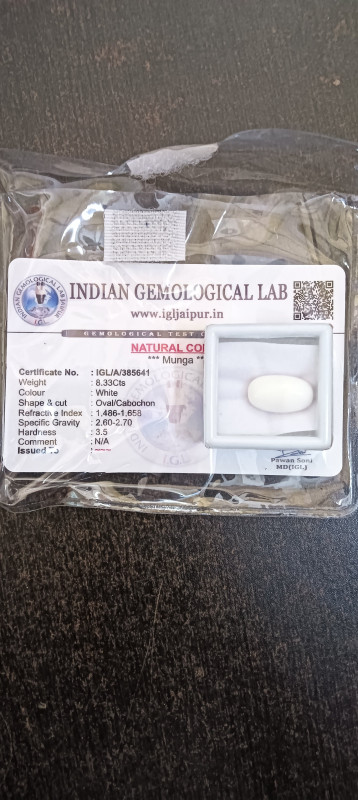 INDIAN GEMOLOGICAL LAB
www.igljaipur.in
GEMOLOGICAL TEST
NATURAL CO
*** Munga **
Certificate No. : IGL/A/385641
Weight : 8.33Cts
Colour : White
Shape & cut : Oval/Cabochon
Refractive Index : 1.486-1.658
Specific Gravity : 2.60-2.70
Hardness : 3.5
Comment : N/A
Issued To :
Pawan Soni
MD(IGL)